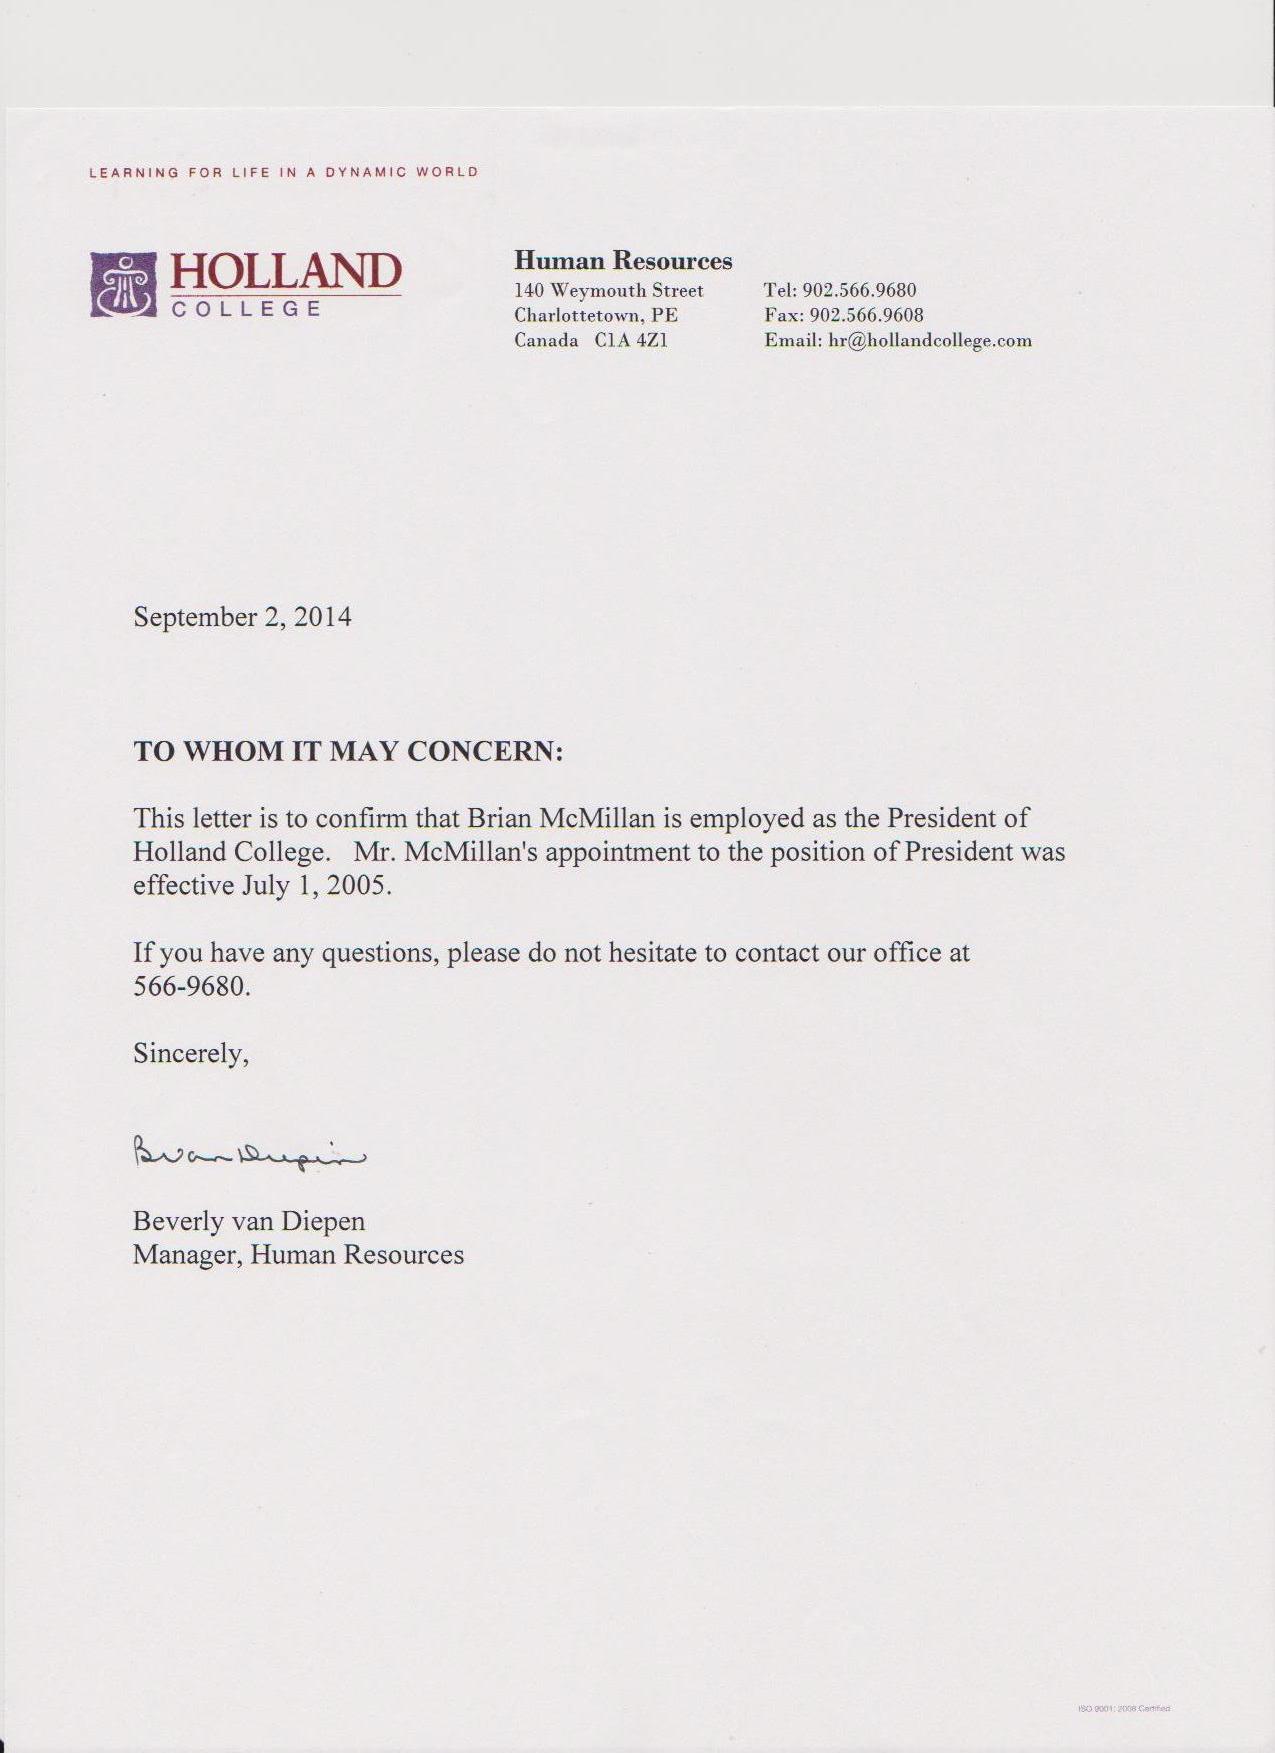 LEARNING FOR LIFE IN A DYNAMIC WORLD
HOLLAND
COLLEGE
Human Resources
140 Weymouth Street
Charlottetown, PE
Canada C1A 4Z1
Tel: 902.566.9680
Fax: 902.566.9608
Email: hr@hollandcollege.com
September 2, 2014
TO WHOM IT MAY CONCERN:
This letter is to confirm that Brian McMillan is employed as the President of
Holland College. Mr. McMillan's appointment to the position of President was
effective July 1, 2005.
If you have any questions, please do not hesitate to contact our office at
566-9680.
Sincerely,
BvanDiepen
Beverly van Diepen
Manager, Human Resources
ISO 9001: 2008 Certified